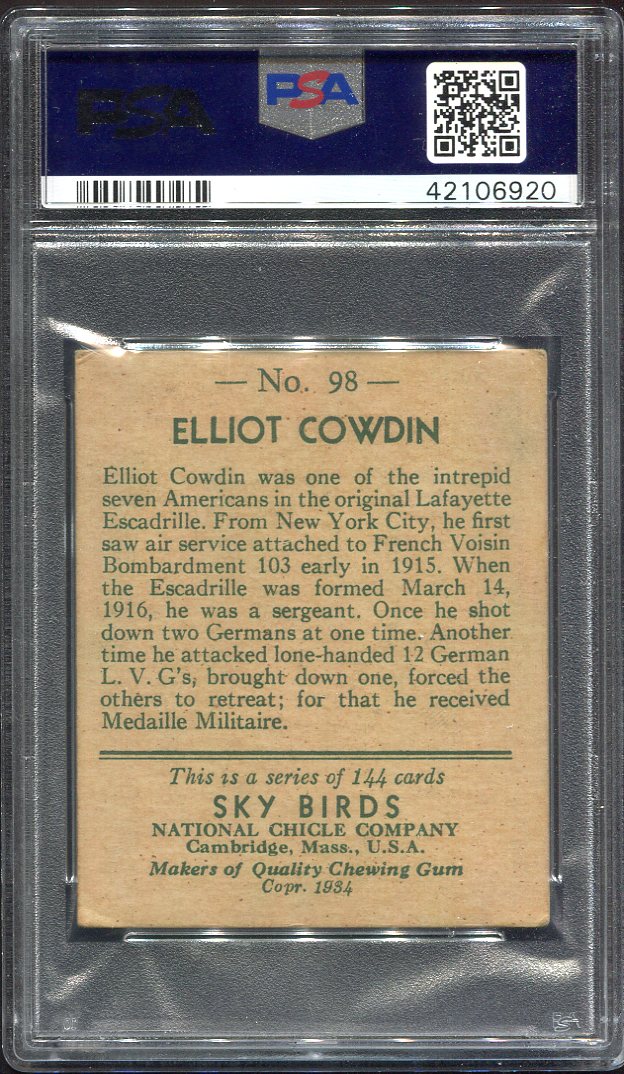 PSA
PSA
42106920
— No. 98 —
ELLIOT COWDIN
Elliot Cowdin was one of the intrepid
seven Americans in the original Lafayette
Escadrille. From New York City, he first
saw air service attached to French Voisin
Bombardment 103 early in 1915. When
the Escadrille was formed March 14,
1916, he was a sergeant. Once he shot
down two Germans at one time. Another
time he attacked lone-handed 12 German
L. V. G's, brought down one, forced the
others to retreat; for that he received
Medaille Militaire.
This is a series of 144 cards
SKY BIRDS
NATIONAL CHICLE COMPANY
Cambridge, Mass., U.S.A.
Makers of Quality Chewing Gum
Copr. 1934
PSA